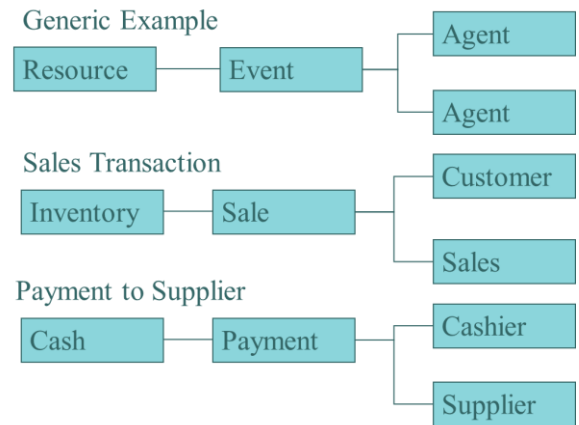 Generic Example
Resource
Event
Agent
Agent
Sales Transaction
Inventory
Sale
Customer
Sales
Payment to Supplier
Cash
Payment
Cashier
Supplier